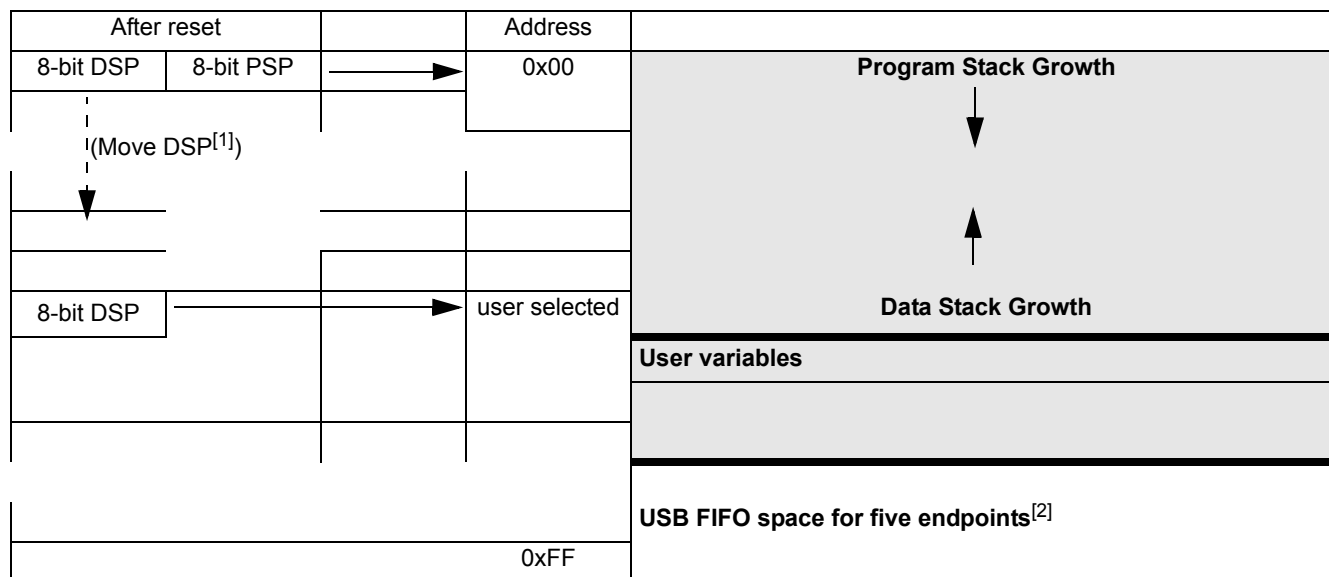 After reset Address
8-bit DSP 8-bit PSP 0x00 Program Stack Growth
(Move DSP[1])
8-bit DSP user selected Data Stack Growth
User variables
USB FIFO space for five endpoints[2]
0xFF